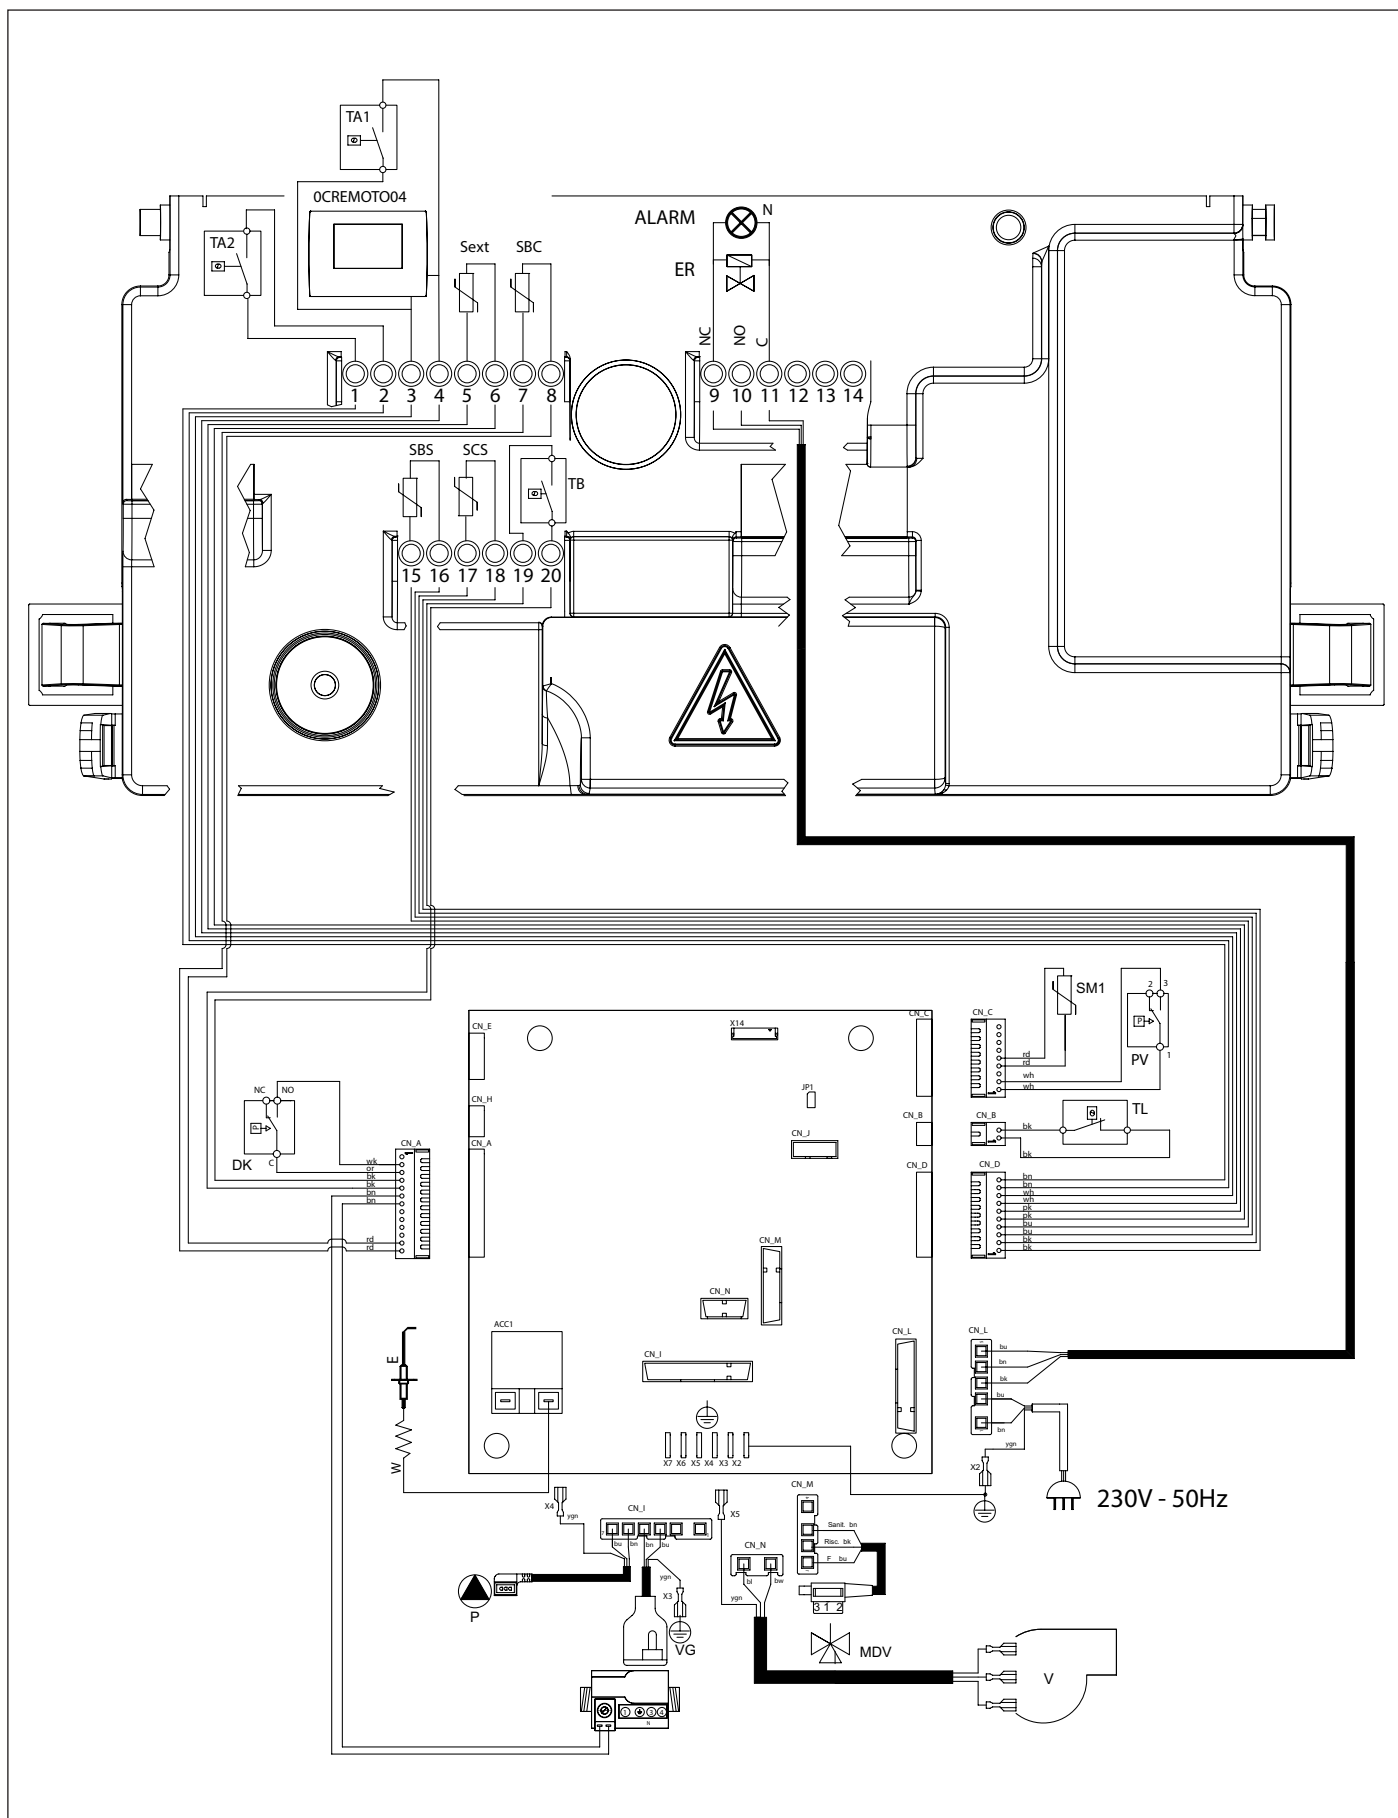 TA1
0CREMOTO04
TA2
Sext
SBC
ALARM
N
ER
NC
NO
C
1 2 3 4 5 6 7 8
9 10 11 12 13 14
SBS
SCS
TB
15 16 17 18 19 20
CN_E
X14
CN_C
CN_C
SM1
2
3
P
PV
1
rd
rd
wh
wh
JP1
CN_H
CN_B
CN_B
TL
bk
bk
NC
NO
P
DK
C
CN_A
CN_A
CN_J
CN_D
CN_D
wk
or
bk
bk
bn
bn
rd
rd
bn
bn
wh
wh
pk
pk
bu
bu
bk
bk
CN_M
CN_N
ACC1
CN_I
CN_L
CN_L
bu
bn
bk
bu
bn
ygn
E
W
X7 X6 X5 X4 X3 X2
X2
230V - 50Hz
X4
ygn
CN_I
bu
bn
bn
bu
ygn
X3
X5
ygn
CN_N
bl
bw
CN_M
Sanit. bn
Risc. bk
F bu
3 1 2
MDV
P
VG
V
1
3
4
N